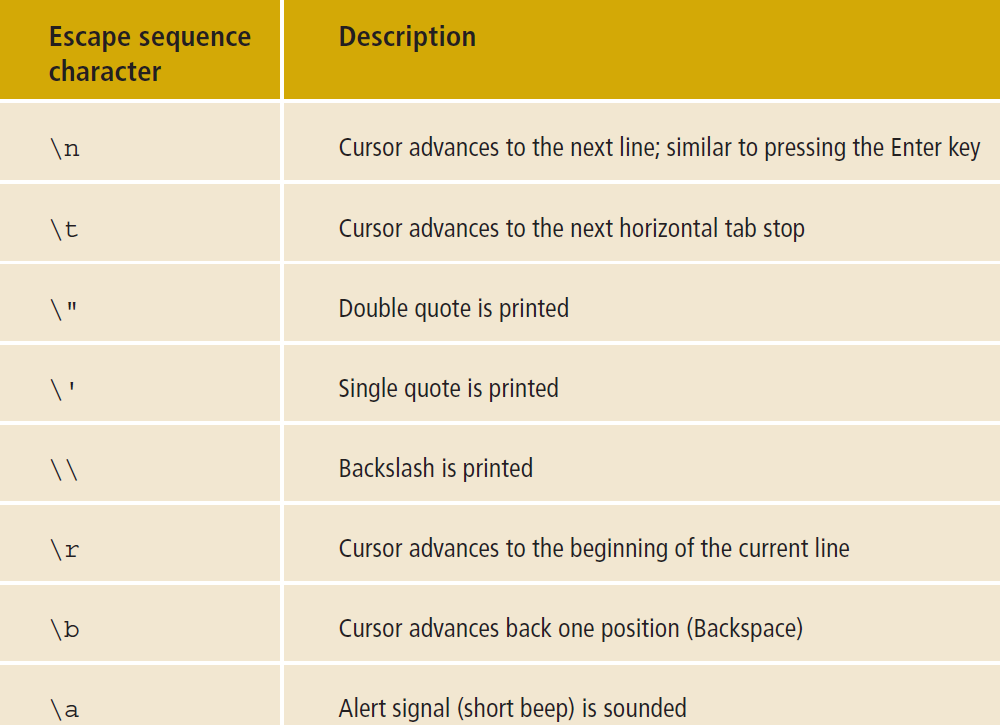 Escape sequence
character
Description
\n Cursor advances to the next line; similar to pressing the Enter key
\t Cursor advances to the next horizontal tab stop
\" Double quote is printed
\' Single quote is printed
\\ Backslash is printed
\r Cursor advances to the beginning of the current line
\b Cursor advances back one position (Backspace)
\a Alert signal (short beep) is sounded